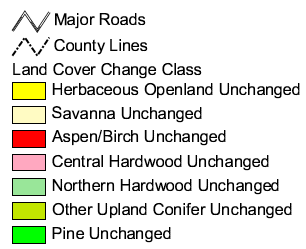 Major Roads
County Lines
Land Cover Change Class
Herbaceous Openland Unchanged
Savanna Unchanged
Aspen/Birch Unchanged
Central Hardwood Unchanged
Northern Hardwood Unchanged
Other Upland Conifer Unchanged
Pine Unchanged